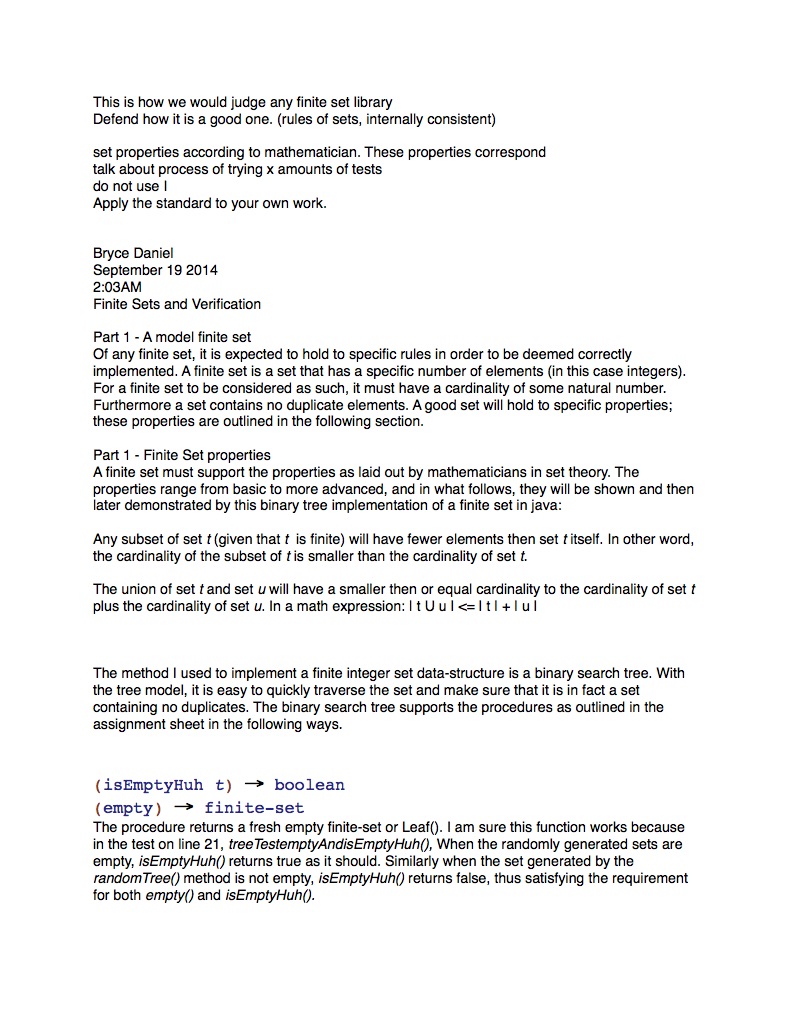 This is how we would judge any finite set library
Defend how it is a good one. (rules of sets, internally consistent)
set properties according to mathematician. These properties correspond
talk about process of trying x amounts of tests
do not use I
Apply the standard to your own work.
Bryce Daniel
September 19 2014
2:03AM
Finite Sets and Verification
Part 1 - A model finite set
Of any finite set, it is expected to hold to specific rules in order to be deemed correctly
implemented. A finite set is a set that has a specific number of elements (in this case integers).
For a finite set to be considered as such, it must have a cardinality of some natural number.
Furthermore a set contains no duplicate elements. A good set will hold to specific properties;
these properties are outlined in the following section.
Part 1 - Finite Set properties
A finite set must support the properties as laid out by mathematicians in set theory. The
properties range from basic to more advanced, and in what follows, they will be shown and then
later demonstrated by this binary tree implementation of a finite set in java:
Any subset of set t (given that t is finite) will have fewer elements then set t itself. In other word,
the cardinality of the subset of t is smaller than the cardinality of set t.
The union of set t and set u will have a smaller then or equal cardinality to the cardinality of set t
plus the cardinality of set u. In a math expression: | t U u | <= | t | + | u |
The method I used to implement a finite integer set data-structure is a binary search tree. With
the tree model, it is easy to quickly traverse the set and make sure that it is in fact a set
containing no duplicates. The binary search tree supports the procedures as outlined in the
assignment sheet in the following ways.
(isEmptyHuh t) → boolean
(empty) → finite-set
The procedure returns a fresh empty finite-set or Leaf(). I am sure this function works because
in the test on line 21, treeTestemptyAndisEmptyHuh(), When the randomly generated sets are
empty, isEmptyHuh() returns true as it should. Similarly when the set generated by the
randomTree() method is not empty, isEmptyHuh() returns false, thus satisfying the requirement
for both empty() and isEmptyHuh().